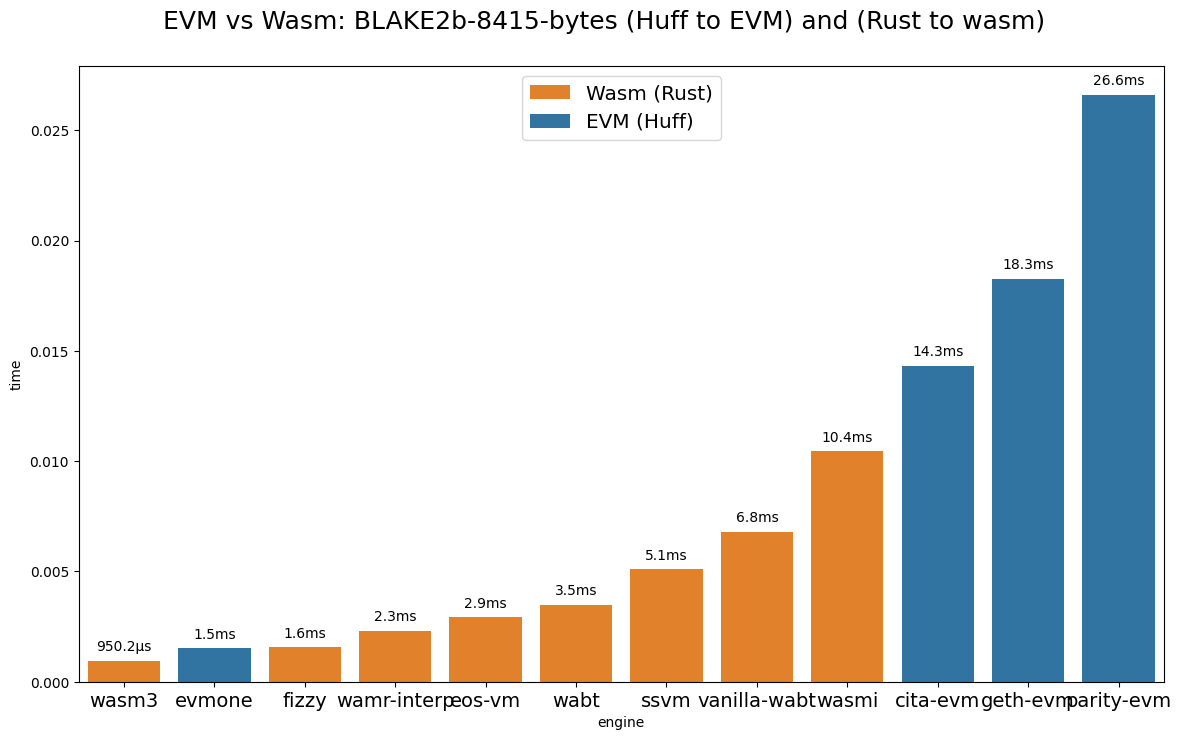 EVM vs Wasm: BLAKE2b-8415-bytes (Huff to EVM) and (Rust to wasm)
Wasm (Rust)
EVM (Huff)
time
0.025
0.020
0.015
0.010
0.005
0.000
950.2µs
1.5ms
1.6ms
2.3ms
2.9ms
3.5ms
5.1ms
6.8ms
10.4ms
14.3ms
18.3ms
26.6ms
wasm3 evmone fizzy wamr-interp eos-vm wabt ssvm vanilla-wabt wasmi cita-evm geth-evm parity-evm
engine